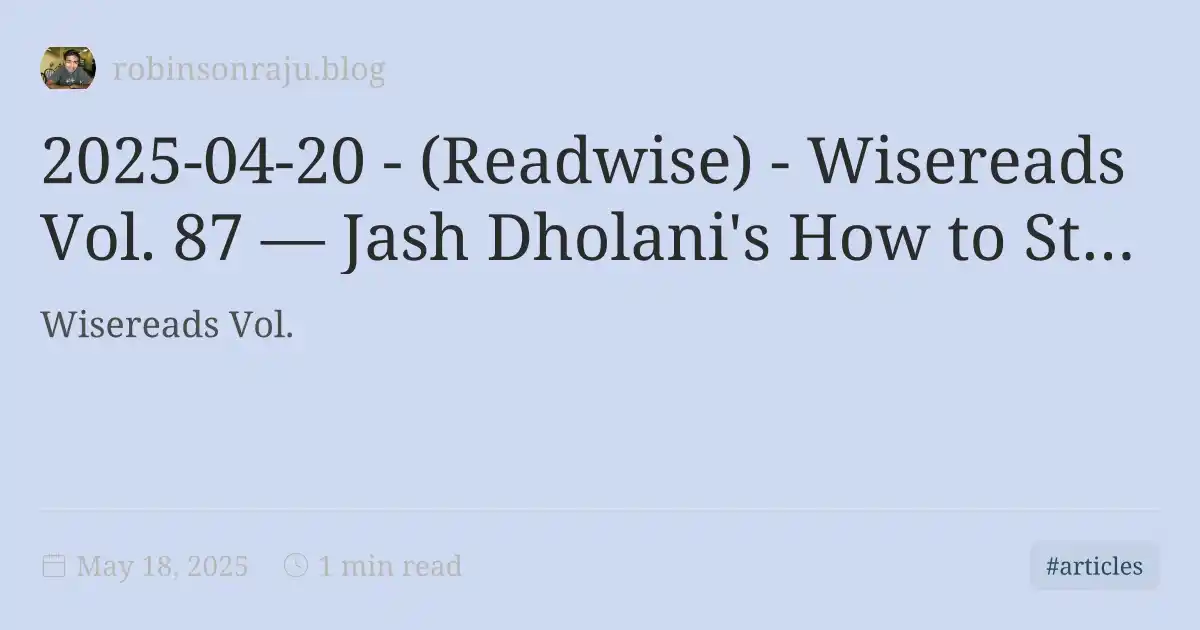 robinsonraju.blog
2025-04-20 - (Readwise) - Wisereads
Vol. 87 — Jash Dholani's How to St...
Wisereads Vol.
May 18, 2025
1 min read
#articles